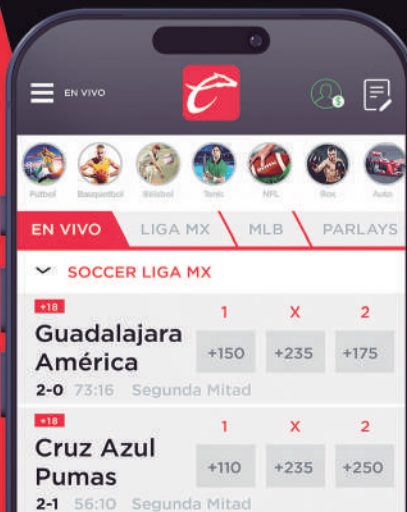 EN VIVO
Futbol Basquetbol Béisbol Tenis NFL Box Auto
EN VIVO LIGA MX MLB PARLAYS
SOCCER LIGA MX
+18 1 X 2
Guadalajara
América
+150 +235 +175
2-0 73:16 Segunda Mitad
+18 1 X 2
Cruz Azul
Pumas
+110 +235 +250
2-1 56:10 Segunda Mitad